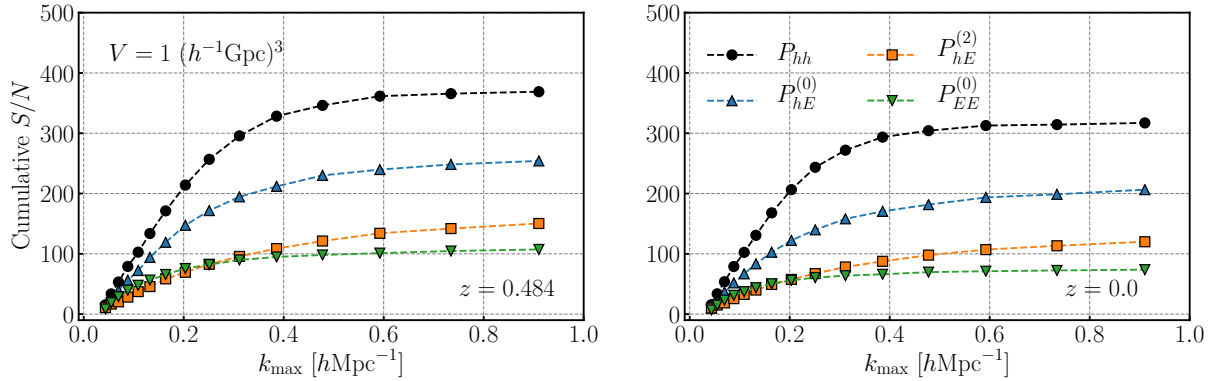 500
400
300
200
100
0
Cumulative S/N
V = 1 (h⁻¹Gpc)³
z = 0.484
0.0 0.2 0.4 0.6 0.8 1.0
k_max [hMpc⁻¹]
500
400
300
200
100
0
P_hh
P_hE^(0)
P_hE^(2)
P_EE^(0)
z = 0.0
0.0 0.2 0.4 0.6 0.8 1.0
k_max [hMpc⁻¹]